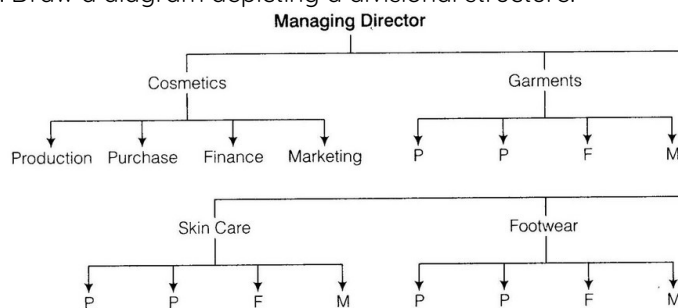 Draw a diagram depicting a divisional structure.
Managing Director
Cosmetics Garments
Production Purchase Finance Marketing P P F M
Skin Care Footwear
P P F M P P F M